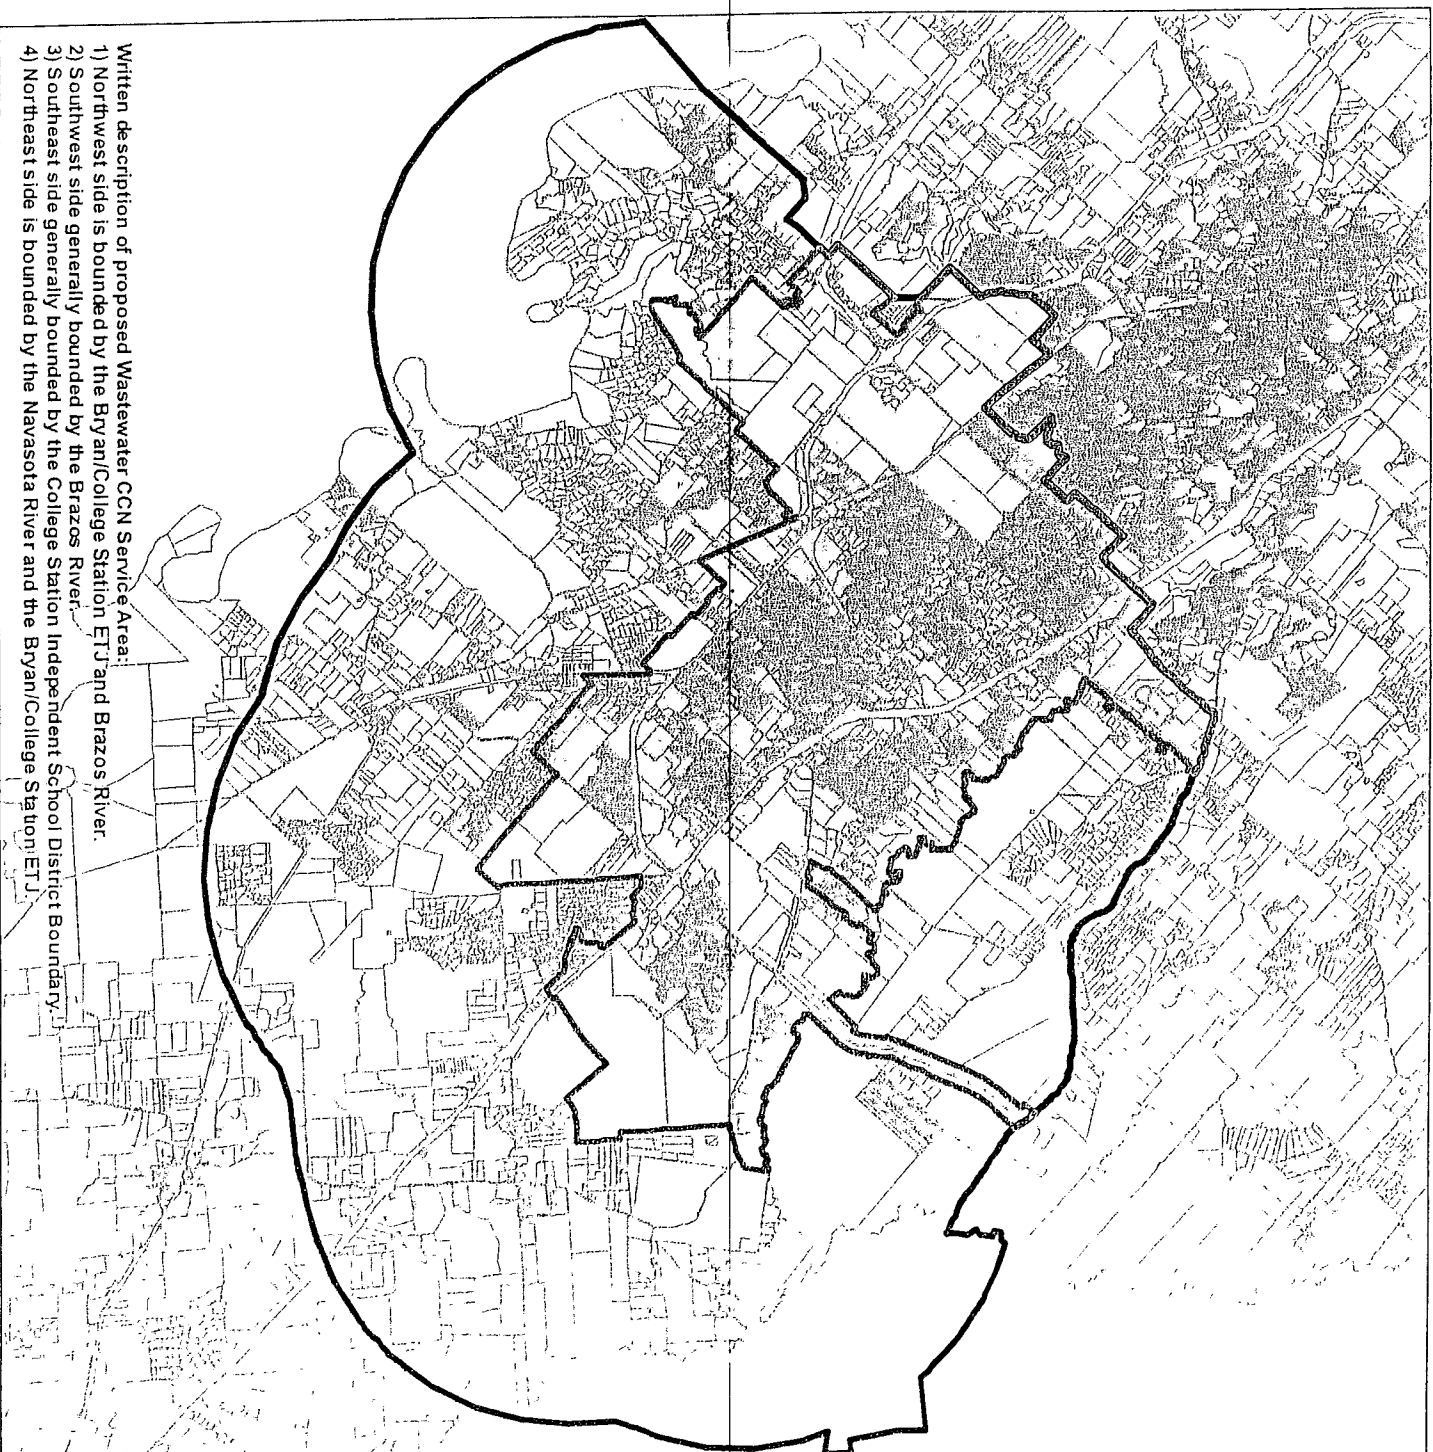 Written description of proposed Wastewater CCN Service Area:
1) Northwest side is bounded by the Bryan/College Station ETJ and Brazos River.
2) Southwest side generally bounded by the Brazos River.
3) Southeast side generally bounded by the College Station Independent School District Boundary.
4) Northeast side is bounded by the Navasota River and the Bryan/College Station ETJ.